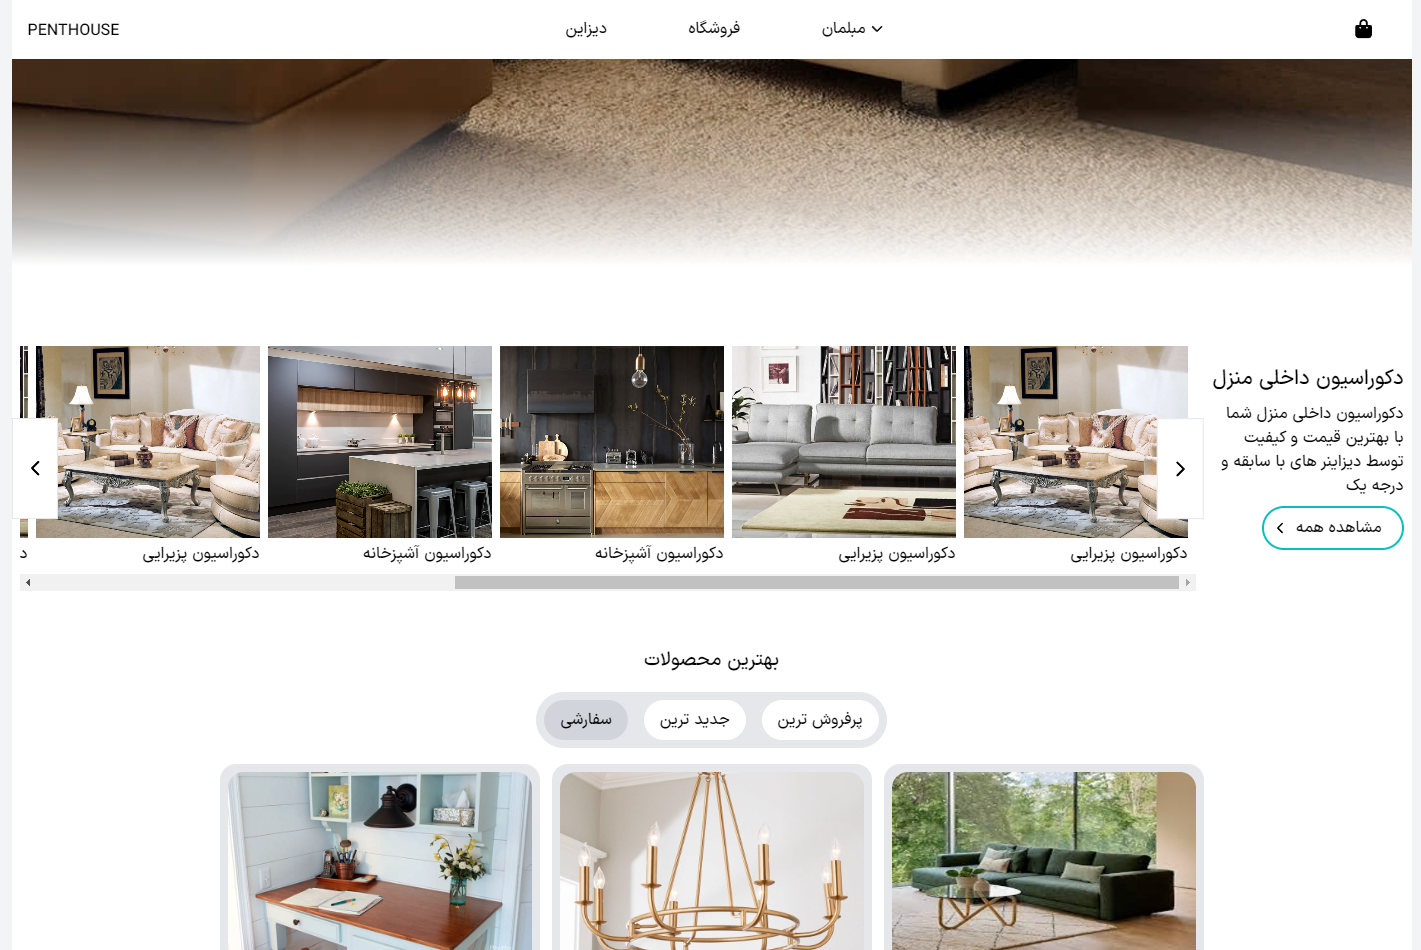 PENTHOUSE
مبلمان
فروشگاه
دیزاین
دکوراسیون داخلی منزل
دکوراسیون داخلی منزل شما
با بهترین قیمت و کیفیت
توسط دیزاینر های با سابقه و
درجه یک
مشاهده همه
دکوراسیون پزیرایی
دکوراسیون پزیرایی
دکوراسیون آشپزخانه
دکوراسیون آشپزخانه
دکوراسیون پزیرایی
د
بهترین محصولات
پرفروش ترین
جدید ترین
سفارشی